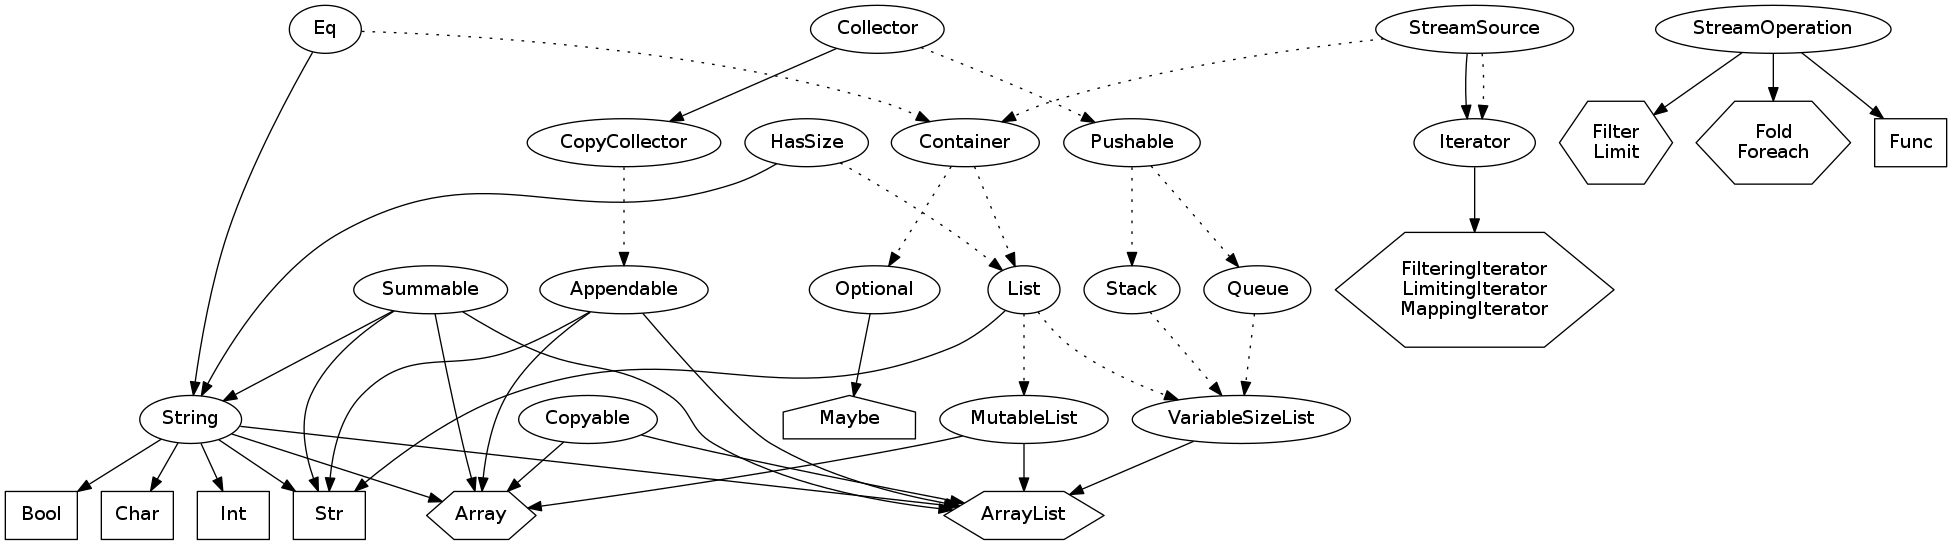 Eq
Collector
StreamSource
StreamOperation
CopyCollector
HasSize
Container
Pushable
Iterator
Filter
Limit
Fold
Foreach
Func
Summable
Appendable
Optional
List
Stack
Queue
FilteringIterator
LimitingIterator
MappingIterator
String
Copyable
Maybe
MutableList
VariableSizeList
Bool
Char
Int
Str
Array
ArrayList